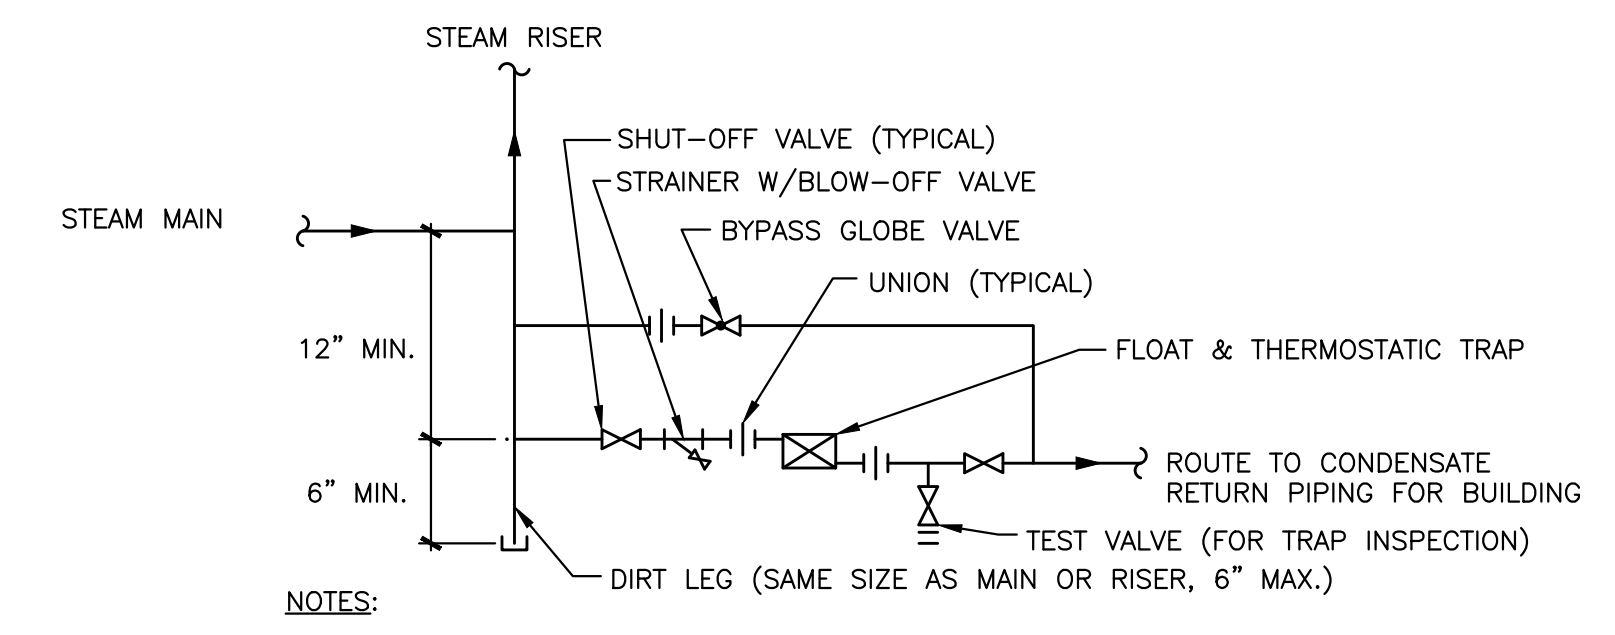 STEAM RISER
SHUT-OFF VALVE (TYPICAL)
STRAINER W/BLOW-OFF VALVE
STEAM MAIN
BYPASS GLOBE VALVE
UNION (TYPICAL)
12" MIN.
FLOAT & THERMOSTATIC TRAP
ROUTE TO CONDENSATE
RETURN PIPING FOR BUILDING
6" MIN.
TEST VALVE (FOR TRAP INSPECTION)
DIRT LEG (SAME SIZE AS MAIN OR RISER, 6" MAX.)
NOTES: